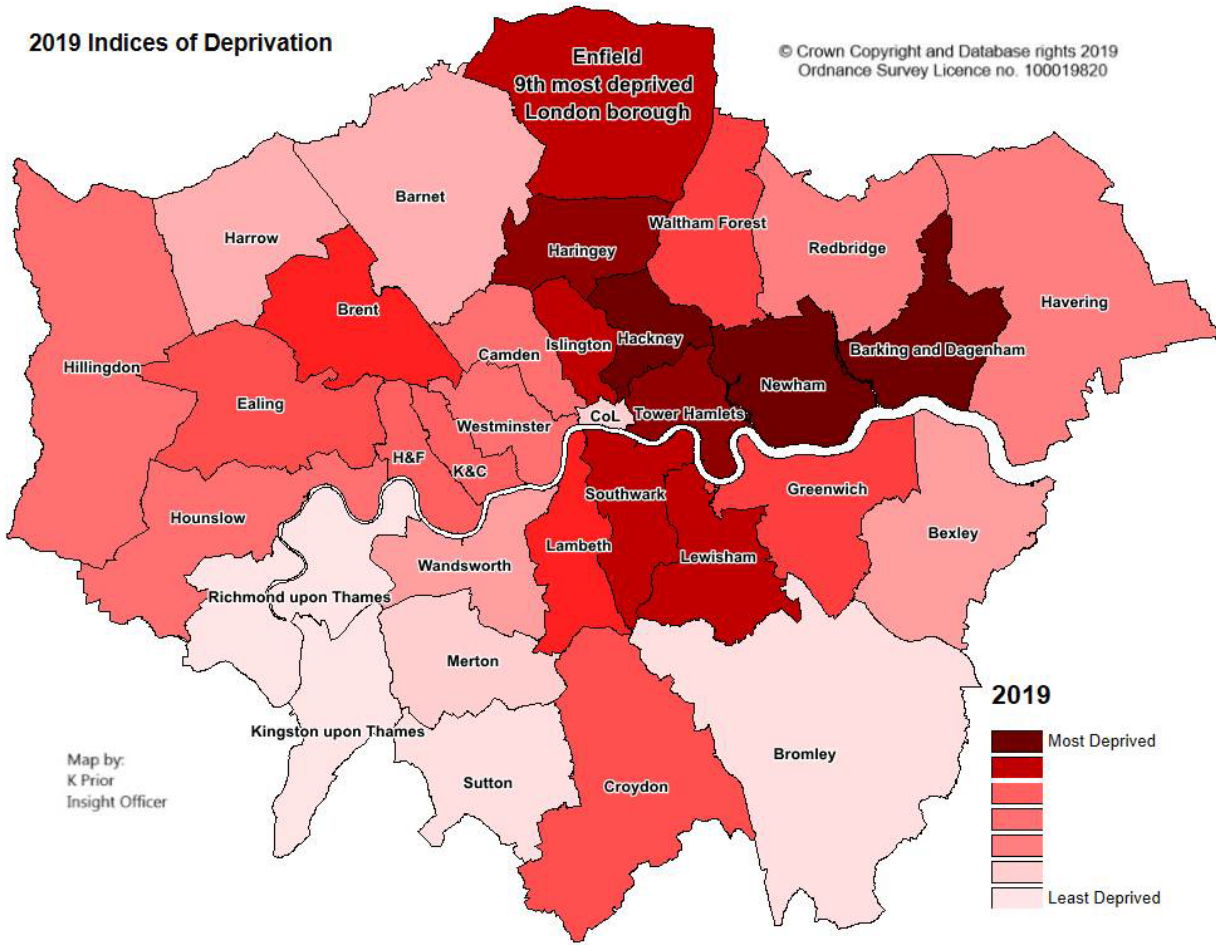 2019 Indices of Deprivation
© Crown Copyright and Database rights 2019
Ordnance Survey Licence no. 100019820
Enfield
9th most deprived
London borough
Barnet
Harrow
Haringey
Waltham Forest
Redbridge
Havering
Brent
Hackney
Islington
Camden
Barking and Dagenham
Hillingdon
Newham
Ealing
CoL
Tower Hamlets
Westminster
H&F
K&C
Greenwich
Southwark
Hounslow
Bexley
Lambeth
Lewisham
Wandsworth
Richmond upon Thames
Merton
Kingston upon Thames
Bromley
Sutton
Croydon
2019
Most Deprived
Least Deprived
Map by:
K Prior
Insight Officer